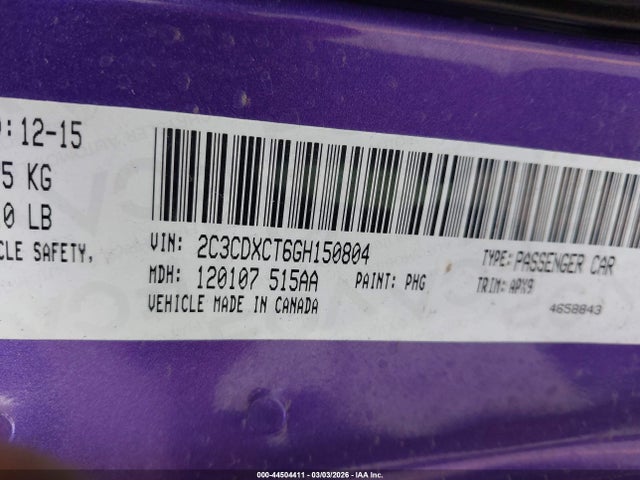 D: 12-15
5 KG
0 LB
CLE SAFETY,
VIN: 2C3CDXCT6GH150804
MDH: 120107 515AA PAINT: PHG
VEHICLE MADE IN CANADA
TYPE: PASSENGER CAR
TRIM: APX9
4658843
000-44504411 - 03/03/2026 - IAA Inc.